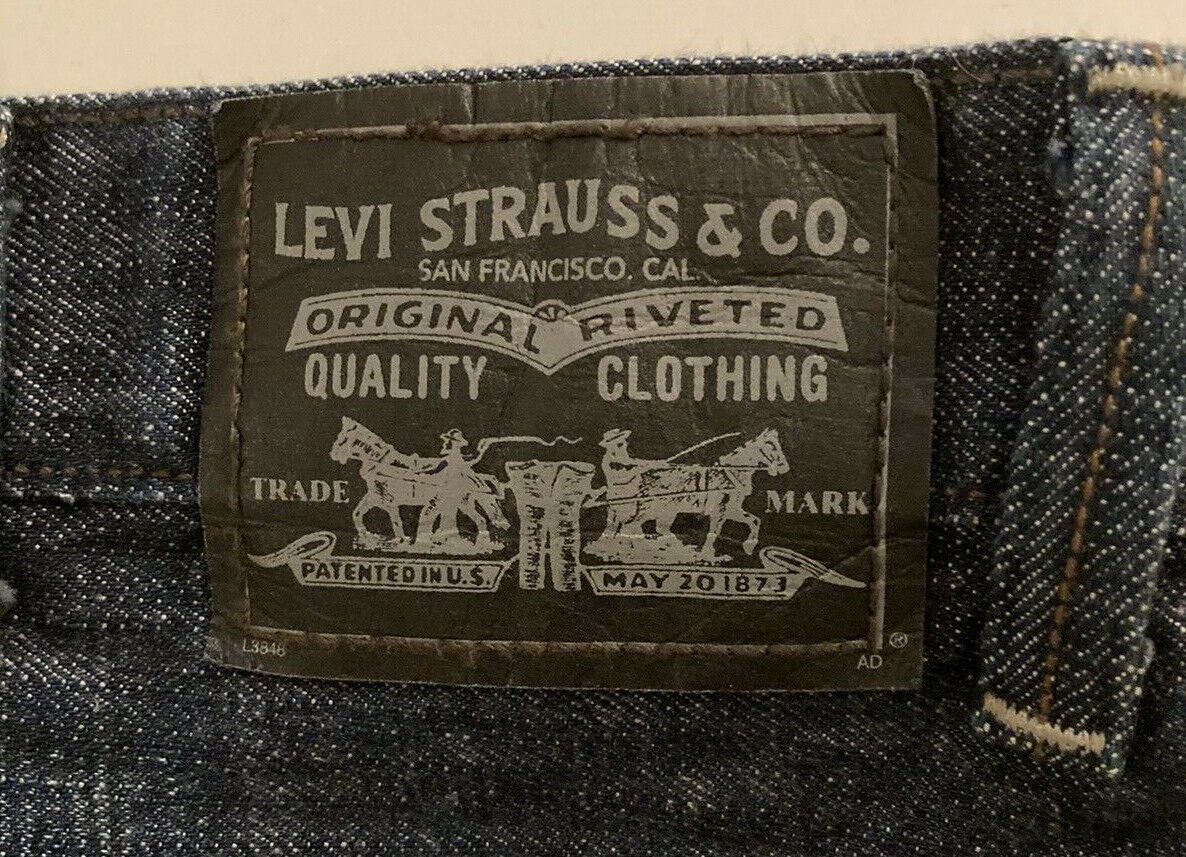 LEVI STRAUSS & CO.
SAN FRANCISCO, CAL.
ORIGINAL RIVETED
QUALITY CLOTHING
TRADE MARK
PATENTED IN U.S. MAY 20 1873
L3848 AD ®